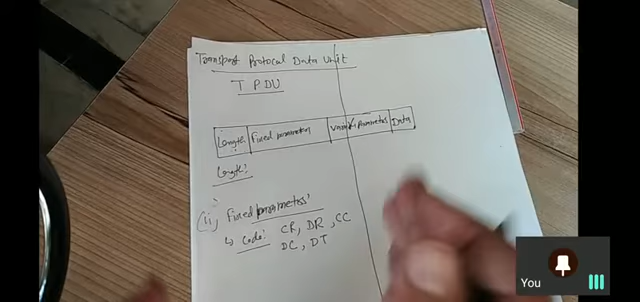 Transport Protocal Data Unit
T PDU
Length Fixed parameters Variable parameters Data
Length:
(ii) Fixed parameters:
↳ Code: CR, DR, CC
DC, DT
You